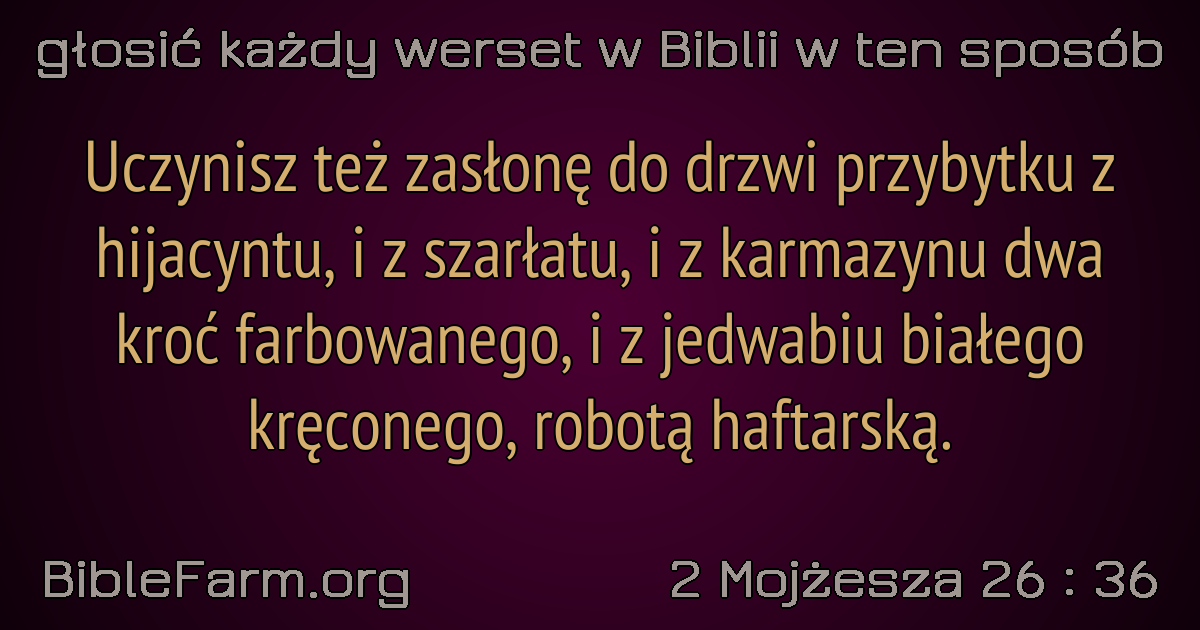 głosić każdy werset w Biblii w ten sposób
Uczynisz też zasłonę do drzwi przybytku z
hijacyntu, i z szarłatu, i z karmazynu dwa
kroć farbowanego, i z jedwabiu białego
kręconego, robotą haftarską.
BibleFarm.org
2 Mojżesza 26 : 36